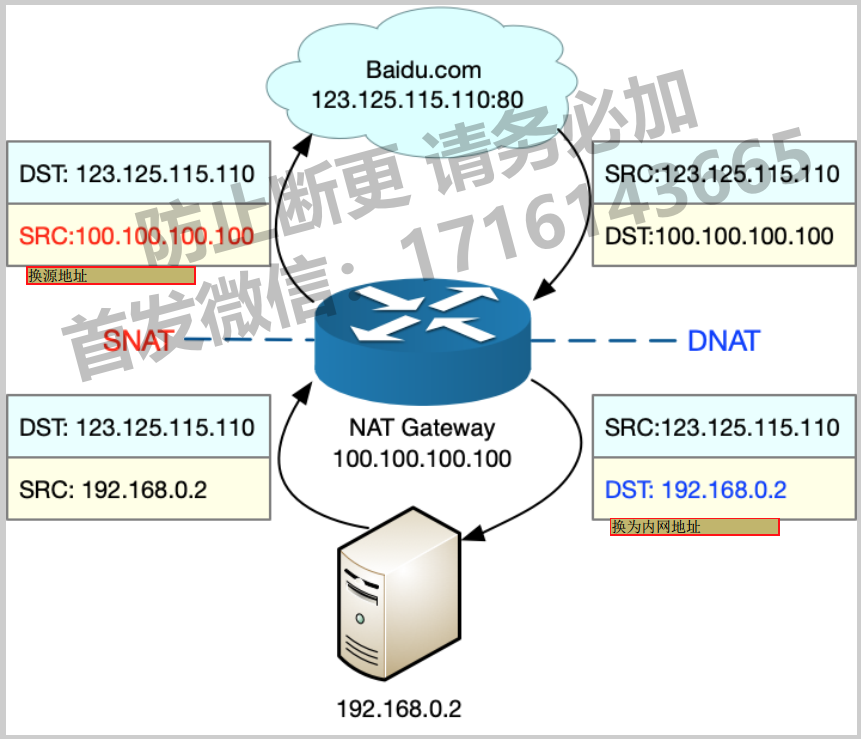 Baidu.com
123.125.115.110:80
DST: 123.125.115.110
SRC:100.100.100.100
换源地址
SRC:123.125.115.110
DST:100.100.100.100
防止断更 请务必加
首发微信：1716143665
SNAT
DNAT
NAT Gateway
100.100.100.100
DST: 123.125.115.110
SRC: 192.168.0.2
SRC:123.125.115.110
DST: 192.168.0.2
换为内网地址
192.168.0.2